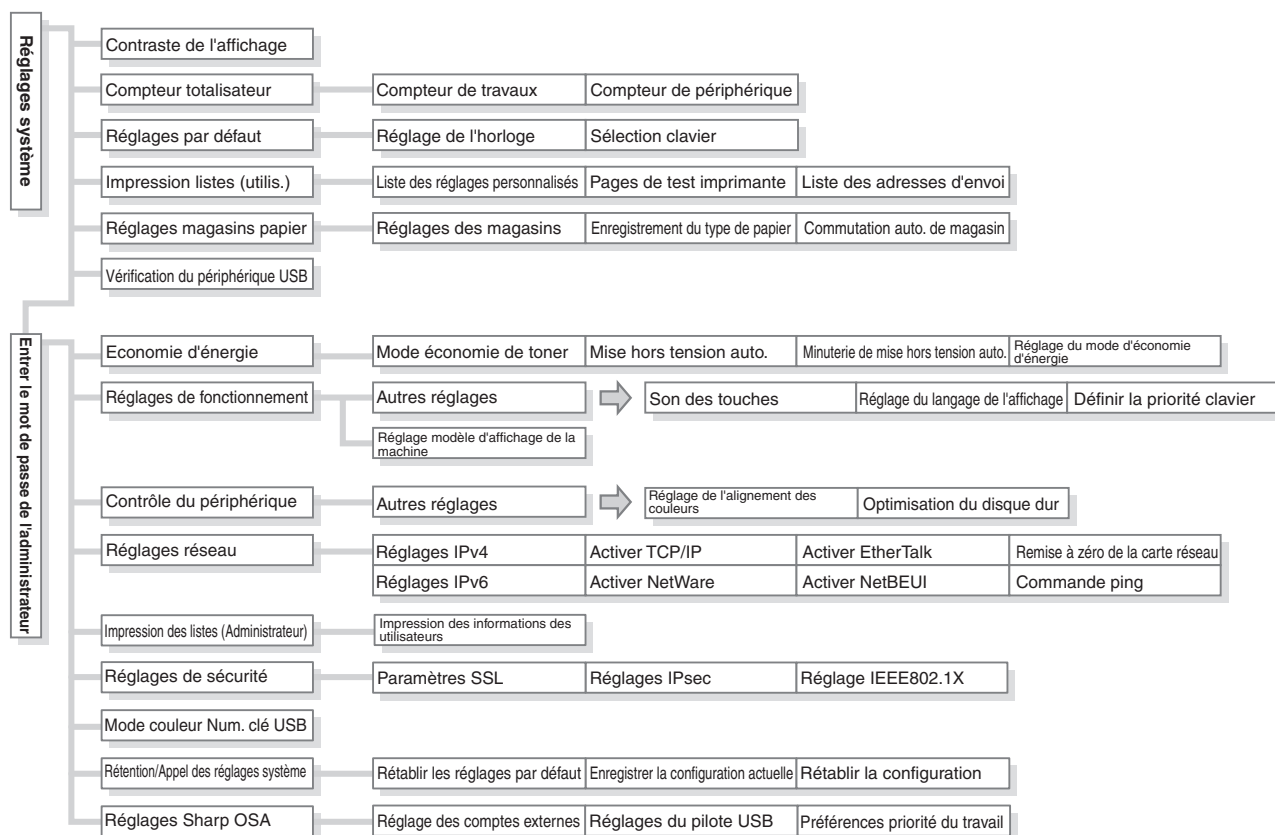 Réglages système
Contraste de l'affichage
Compteur totalisateur
Compteur de travaux
Compteur de périphérique
Réglages par défaut
Réglage de l'horloge
Sélection clavier
Impression listes (utilis.)
Liste des réglages personnalisés
Pages de test imprimante
Liste des adresses d'envoi
Réglages magasins papier
Réglages des magasins
Enregistrement du type de papier
Commutation auto. de magasin
Vérification du périphérique USB
Entrer le mot de passe de l'administrateur
Economie d'énergie
Mode économie de toner
Mise hors tension auto.
Minuterie de mise hors tension auto.
Réglage du mode d'économie
d'énergie
Réglages de fonctionnement
Autres réglages
Son des touches
Réglage du langage de l'affichage
Définir la priorité clavier
Réglage modèle d'affichage de la
machine
Contrôle du périphérique
Autres réglages
Réglage de l'alignement des
couleurs
Optimisation du disque dur
Réglages réseau
Réglages IPv4
Activer TCP/IP
Activer EtherTalk
Remise à zéro de la carte réseau
Réglages IPv6
Activer NetWare
Activer NetBEUI
Commande ping
Impression des listes (Administrateur)
Impression des informations des
utilisateurs
Réglages de sécurité
Paramètres SSL
Réglages IPsec
Réglage IEEE802.1X
Mode couleur Num. clé USB
Rétention/Appel des réglages système
Rétablir les réglages par défaut
Enregistrer la configuration actuelle
Rétablir la configuration
Réglages Sharp OSA
Réglage des comptes externes
Réglages du pilote USB
Préférences priorité du travail